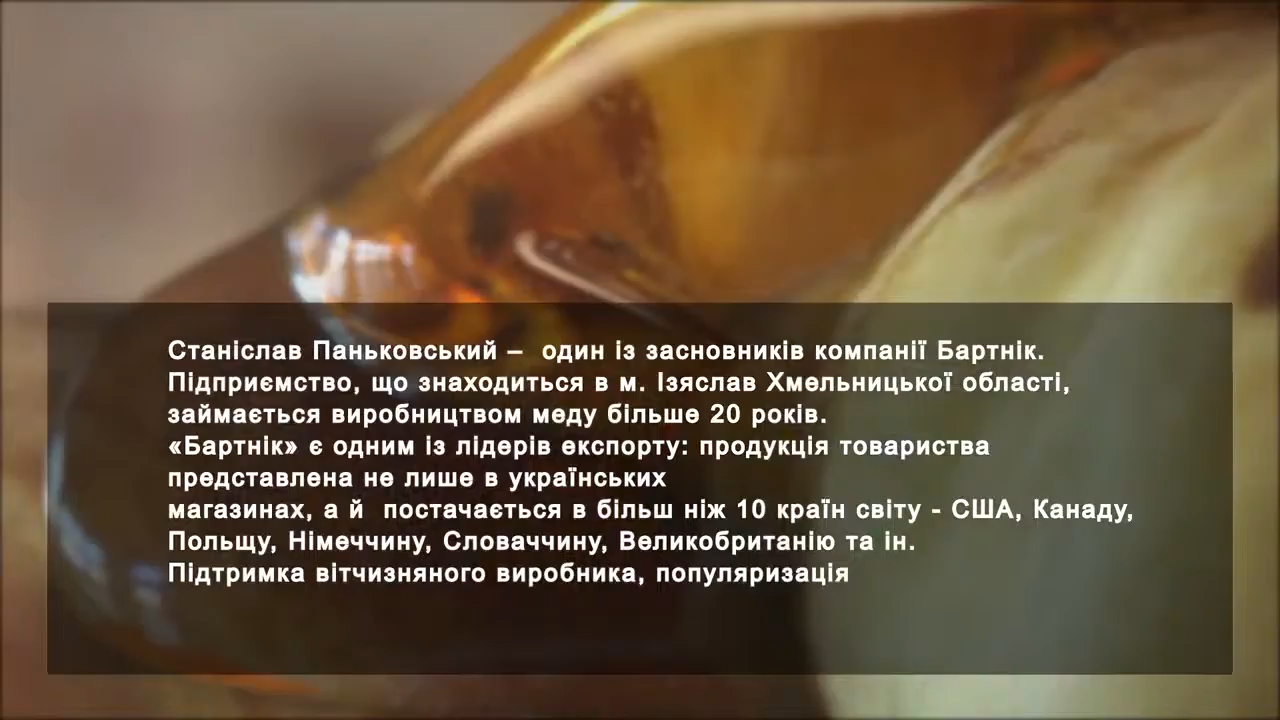 Станіслав Паньковський –  один із засновників компанії Бартнік.
Підприємство, що знаходиться в м. Ізяслав Хмельницької області,
займається виробництвом меду більше 20 років.
«Бартнік» є одним із лідерів експорту: продукція товариства
представлена не лише в українських
магазинах, а й  постачається в більш ніж 10 країн світу - США, Канаду,
Польщу, Німеччину, Словаччину, Великобританію та ін.
Підтримка вітчизняного виробника, популяризація